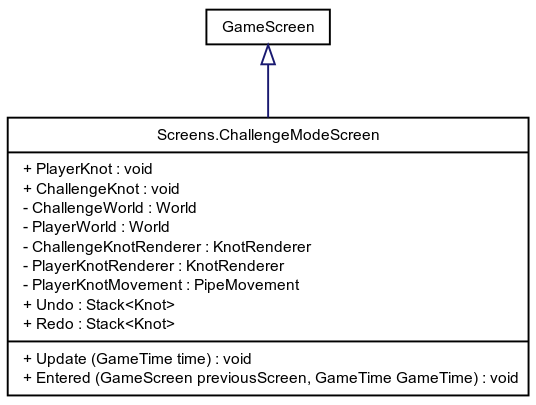 GameScreen
Screens.ChallengeModeScreen
+ PlayerKnot : void
+ ChallengeKnot : void
- ChallengeWorld : World
- PlayerWorld : World
- ChallengeKnotRenderer : KnotRenderer
- PlayerKnotRenderer : KnotRenderer
- PlayerKnotMovement : PipeMovement
+ Undo : Stack<Knot>
+ Redo : Stack<Knot>
+ Update (GameTime time) : void
+ Entered (GameScreen previousScreen, GameTime GameTime) : void